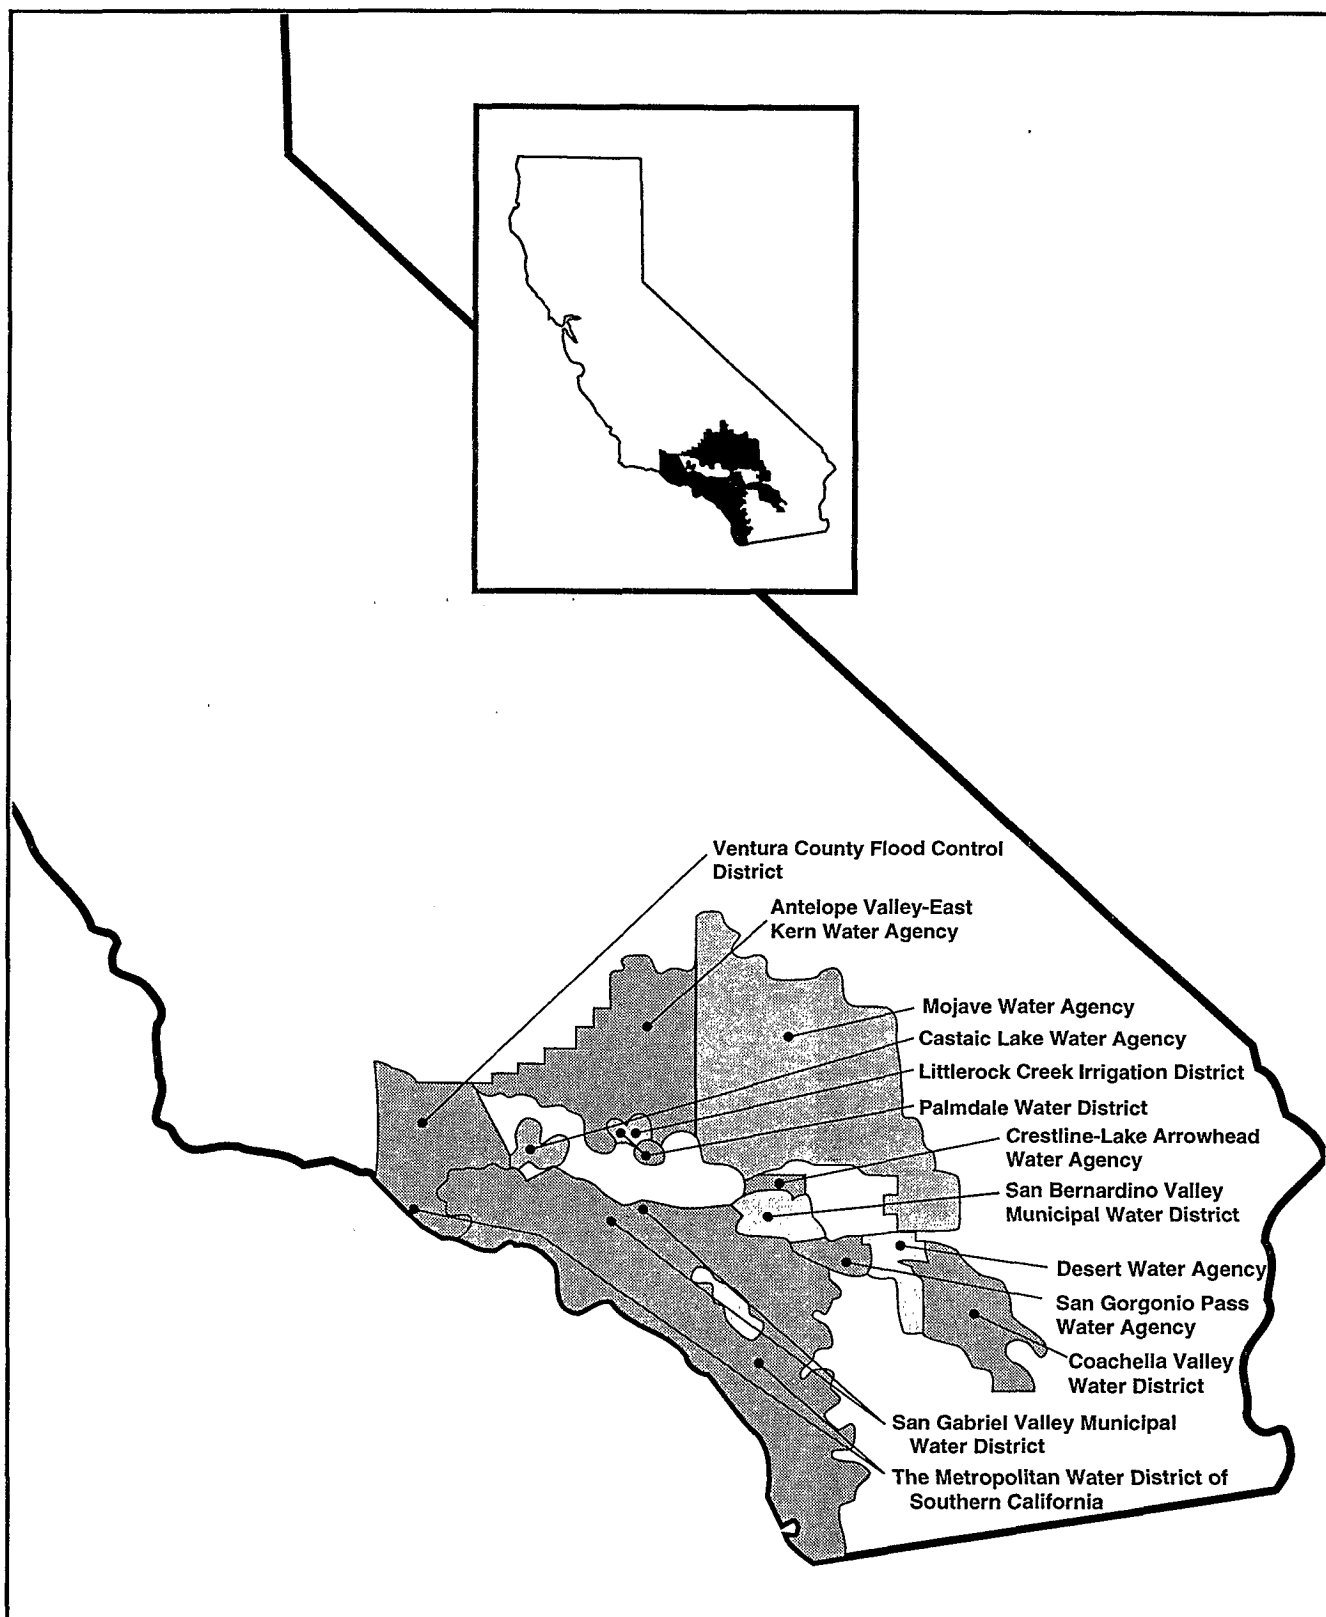 Ventura County Flood Control
District
Antelope Valley-East
Kern Water Agency
Mojave Water Agency
Castaic Lake Water Agency
Littlerock Creek Irrigation District
Palmdale Water District
Crestline-Lake Arrowhead
Water Agency
San Bernardino Valley
Municipal Water District
Desert Water Agency
San Gorgonio Pass
Water Agency
Coachella Valley
Water District
San Gabriel Valley Municipal
Water District
The Metropolitan Water District of
Southern California